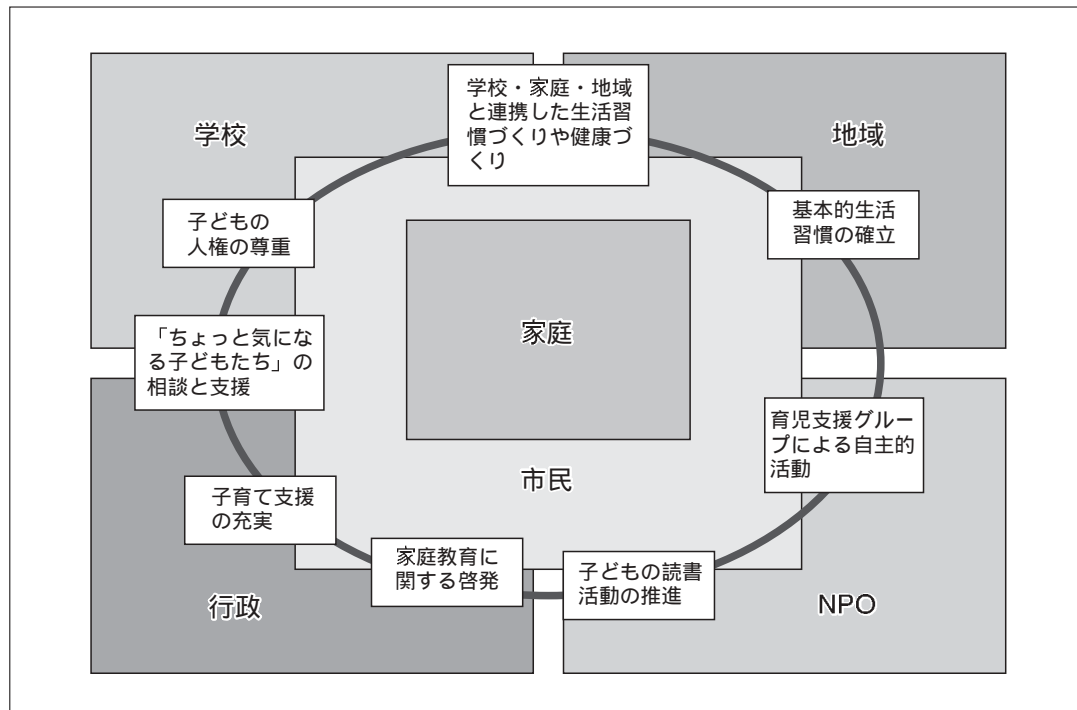 学校・家庭・地域
と連携した生活習
慣づくりや健康づ
くり
学校
地域
子どもの
人権の尊重
基本的生活
習慣の確立
家庭
「ちょっと気にな
る子どもたち」の
相談と支援
育児支援グルー
プによる自主的
活動
市民
子育て支援
の充実
家庭教育に
関する啓発
子どもの読書
活動の推進
行政
NPO